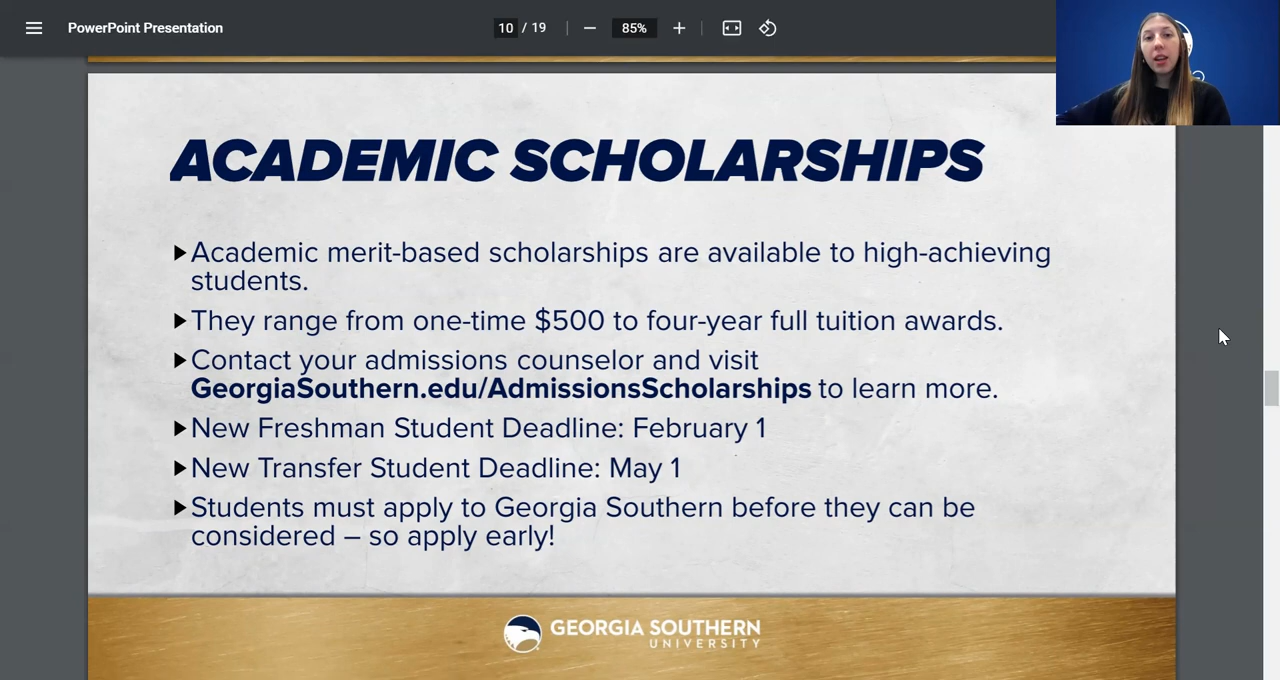 PowerPoint Presentation
10 / 19
85%
ACADEMIC SCHOLARSHIPS
Academic merit-based scholarships are available to high-achieving
students.
They range from one-time $500 to four-year full tuition awards.
Contact your admissions counselor and visit
GeorgiaSouthern.edu/AdmissionsScholarships to learn more.
New Freshman Student Deadline: February 1
New Transfer Student Deadline: May 1
Students must apply to Georgia Southern before they can be
considered – so apply early!
GEORGIA SOUTHERN
UNIVERSITY